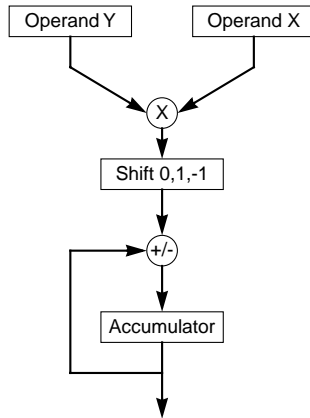 Operand Y
Operand X
X
Shift 0,1,-1
+/-
Accumulator